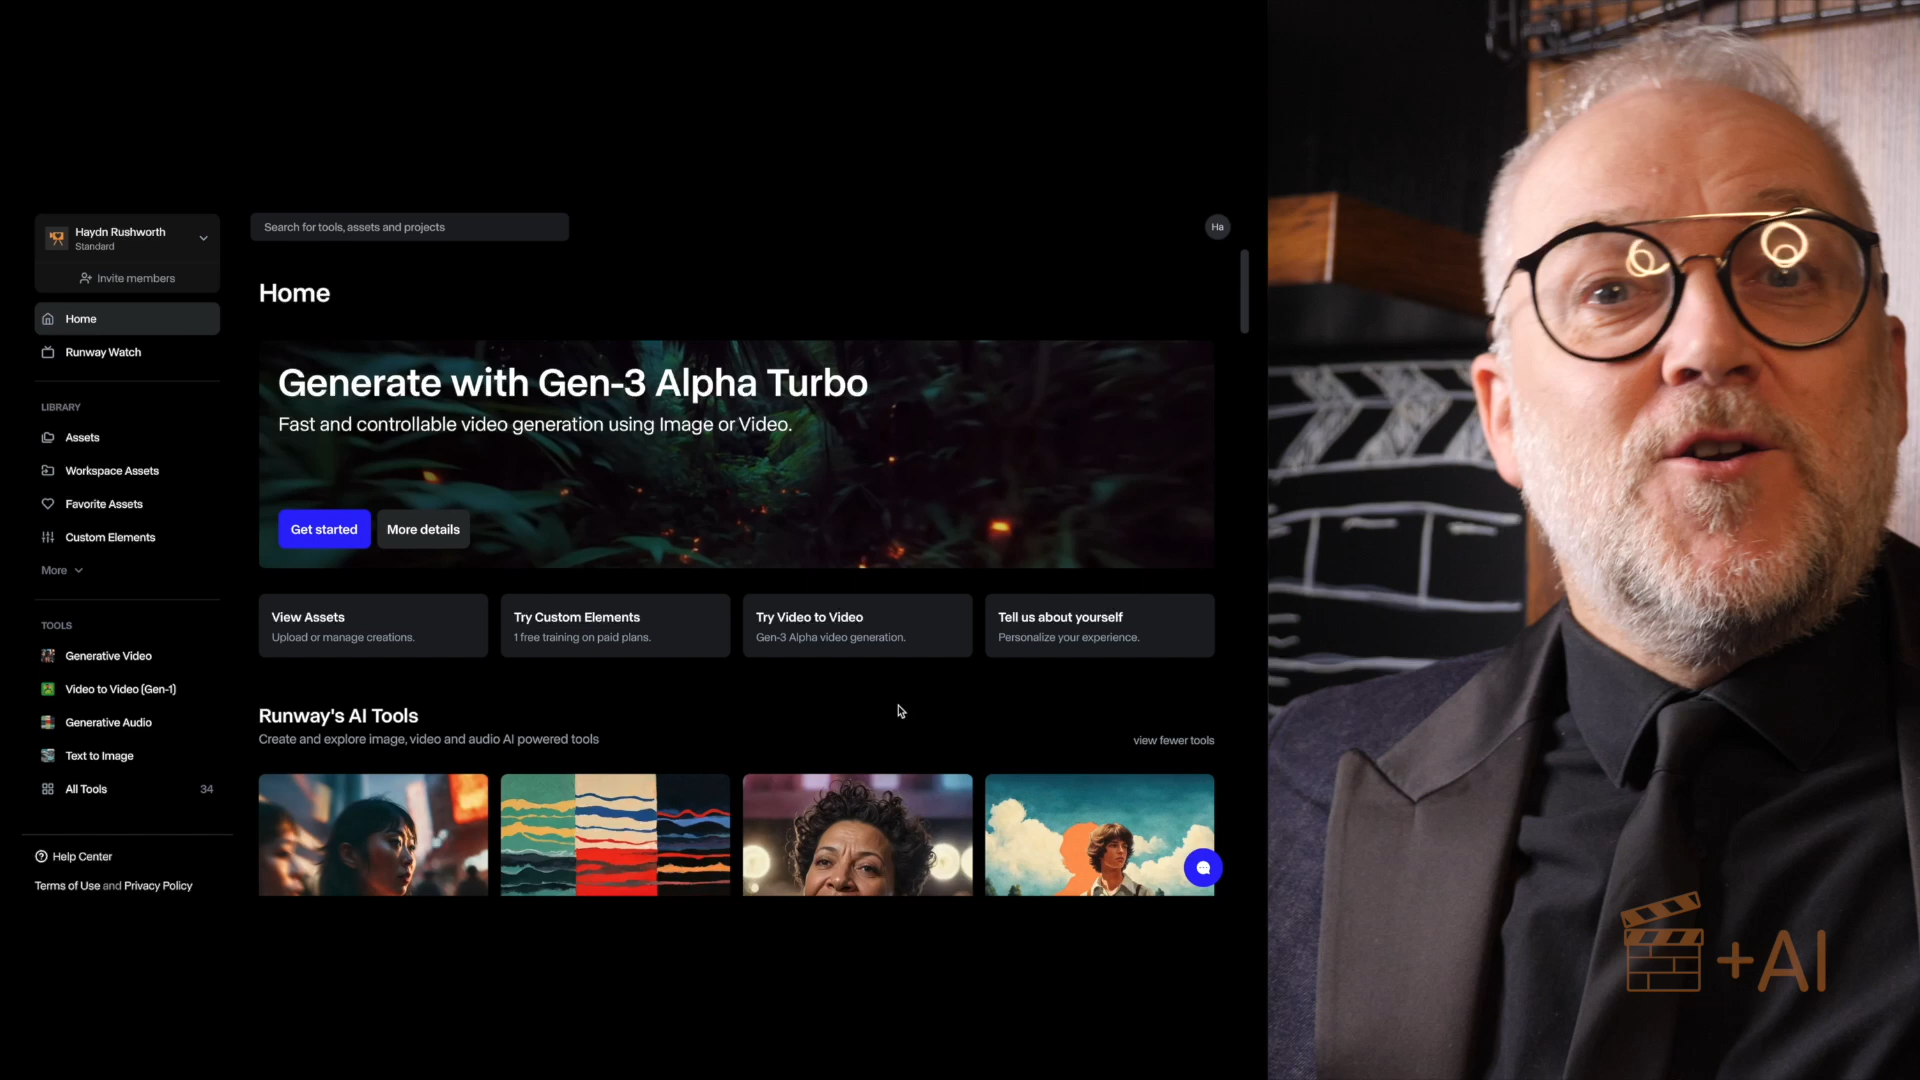 Haydn Rushworth
Standard
Invite members
Home
Runway Watch
LIBRARY
Assets
Workspace Assets
Favorite Assets
Custom Elements
More
TOOLS
Generative Video
Video to Video (Gen-1)
Generative Audio
Text to Image
All Tools 34
Help Center
Terms of Use and Privacy Policy
Search for tools, assets and projects
Ha
Home
Generate with Gen-3 Alpha Turbo
Fast and controllable video generation using Image or Video.
Get started
More details
View Assets
Upload or manage creations.
Try Custom Elements
1 free training on paid plans.
Try Video to Video
Gen-3 Alpha video generation.
Tell us about yourself
Personalize your experience.
Runway's AI Tools
Create and explore image, video and audio AI powered tools
view fewer tools
+AI